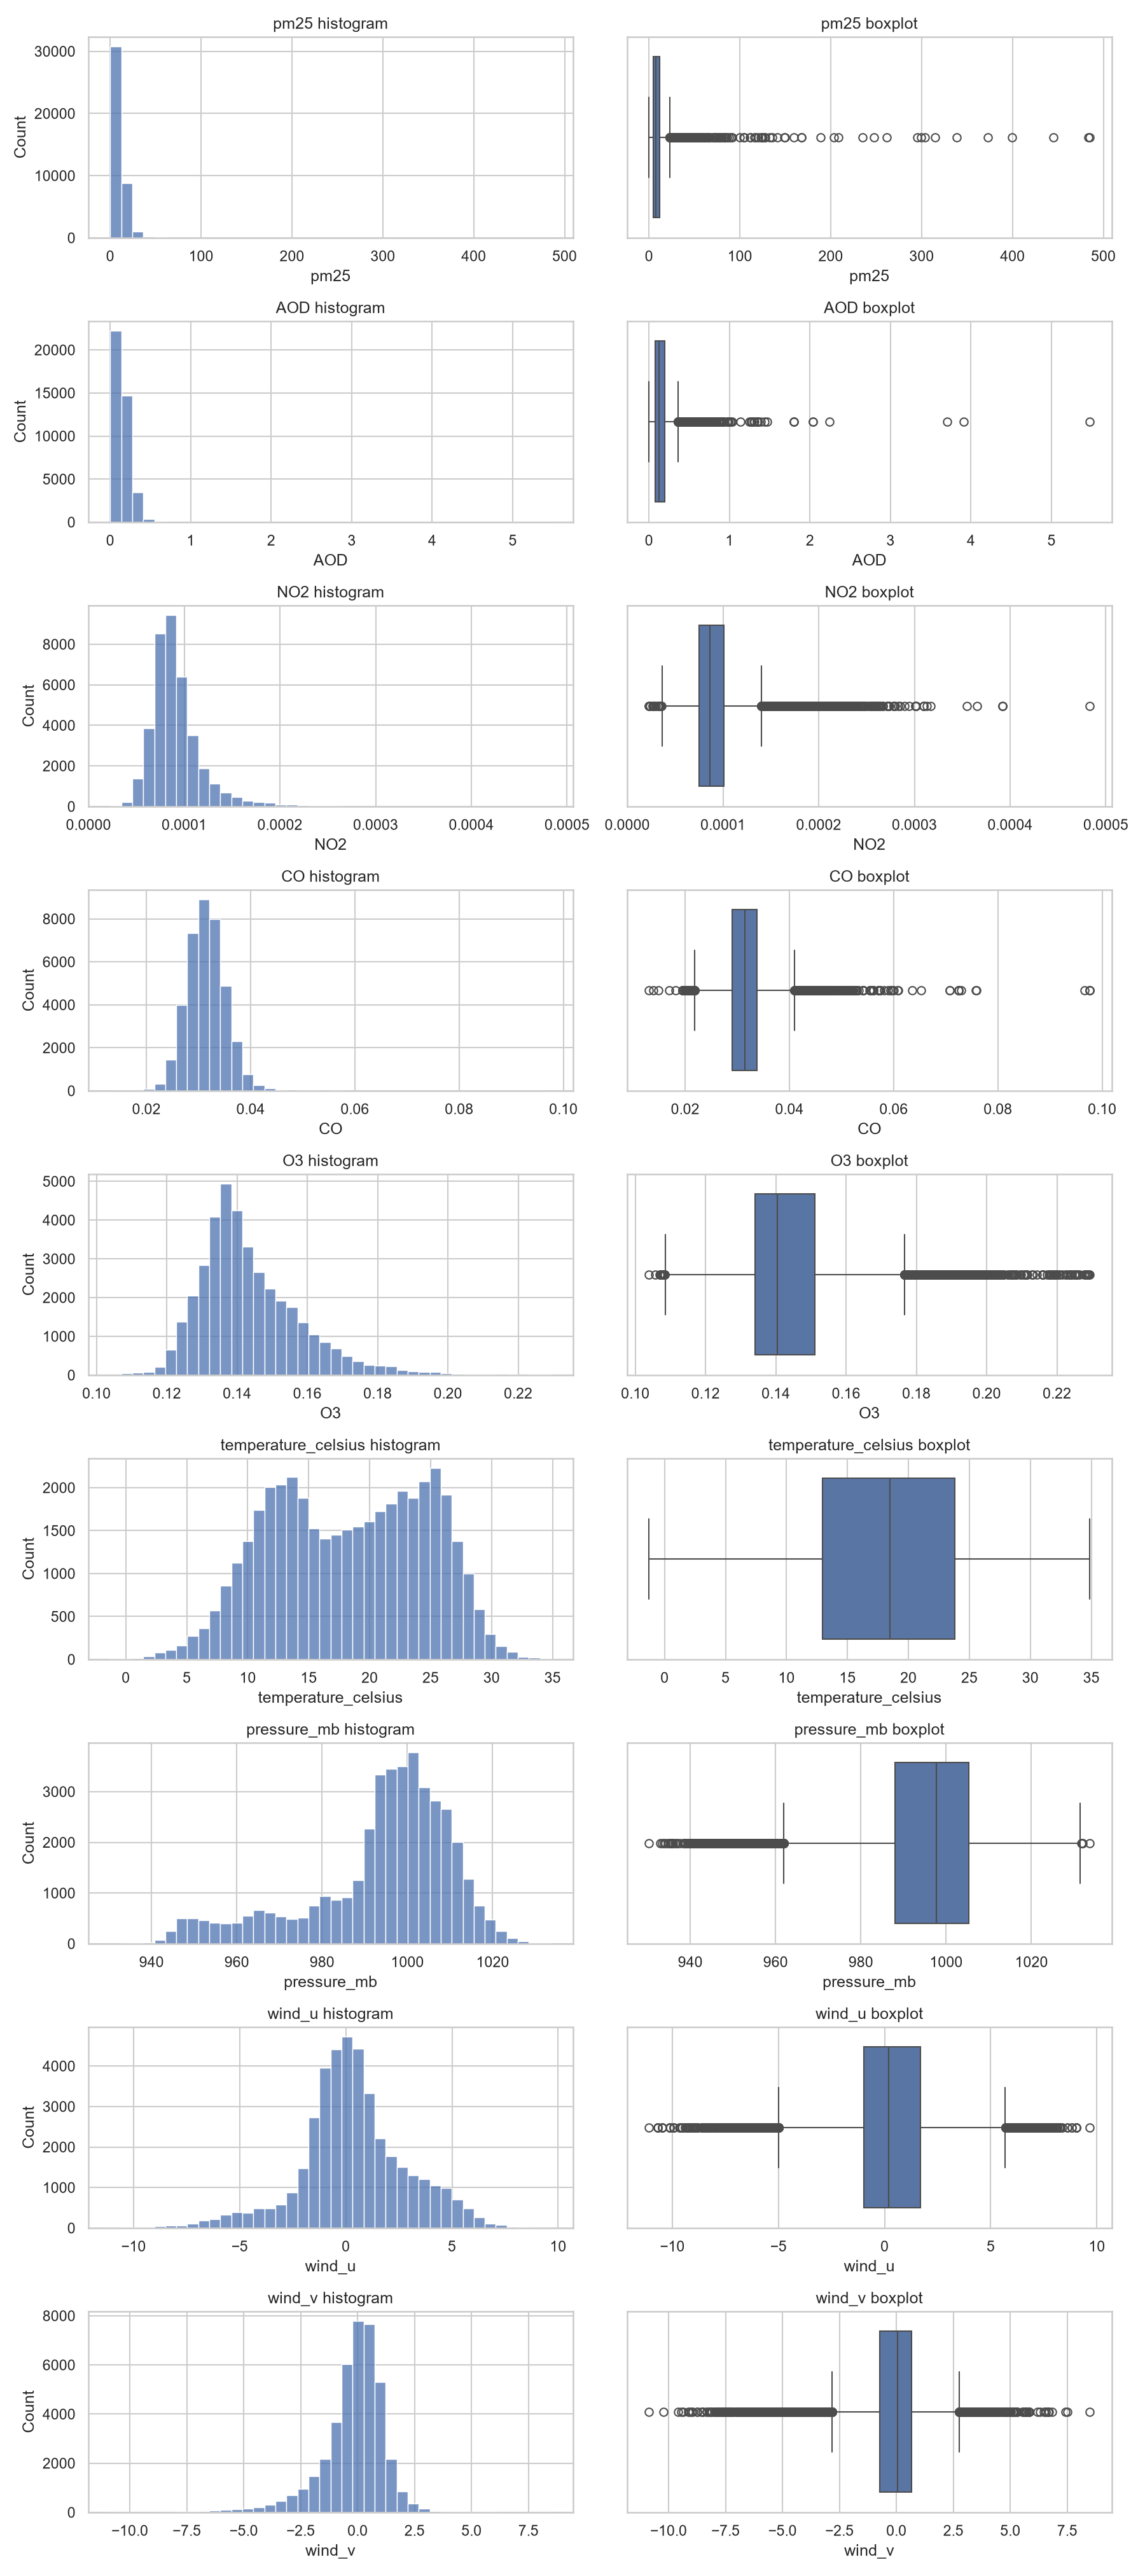 pm25 histogram
pm25 boxplot
30000
20000
10000
0
Count
0 100 200 300 400 500
0 100 200 300 400 500
pm25
pm25
AOD histogram
AOD boxplot
20000
15000
10000
5000
0
Count
0 1 2 3 4 5
0 1 2 3 4 5
AOD
AOD
NO2 histogram
NO2 boxplot
8000
6000
4000
2000
0
Count
0.0000 0.0001 0.0002 0.0003 0.0004 0.0005
0.0000 0.0001 0.0002 0.0003 0.0004 0.0005
NO2
NO2
CO histogram
CO boxplot
8000
6000
4000
2000
0
Count
0.02 0.04 0.06 0.08 0.10
0.02 0.04 0.06 0.08 0.10
CO
CO
O3 histogram
O3 boxplot
5000
4000
3000
2000
1000
0
Count
0.10 0.12 0.14 0.16 0.18 0.20 0.22
0.10 0.12 0.14 0.16 0.18 0.20 0.22
O3
O3
temperature_celsius histogram
temperature_celsius boxplot
2000
1500
1000
500
0
Count
0 5 10 15 20 25 30 35
0 5 10 15 20 25 30 35
temperature_celsius
temperature_celsius
pressure_mb histogram
pressure_mb boxplot
3000
2000
1000
0
Count
940 960 980 1000 1020
940 960 980 1000 1020
pressure_mb
pressure_mb
wind_u histogram
wind_u boxplot
4000
3000
2000
1000
0
Count
−10 −5 0 5 10
−10 −5 0 5 10
wind_u
wind_u
wind_v histogram
wind_v boxplot
8000
6000
4000
2000
0
Count
−10.0 −7.5 −5.0 −2.5 0.0 2.5 5.0 7.5
−10.0 −7.5 −5.0 −2.5 0.0 2.5 5.0 7.5
wind_v
wind_v